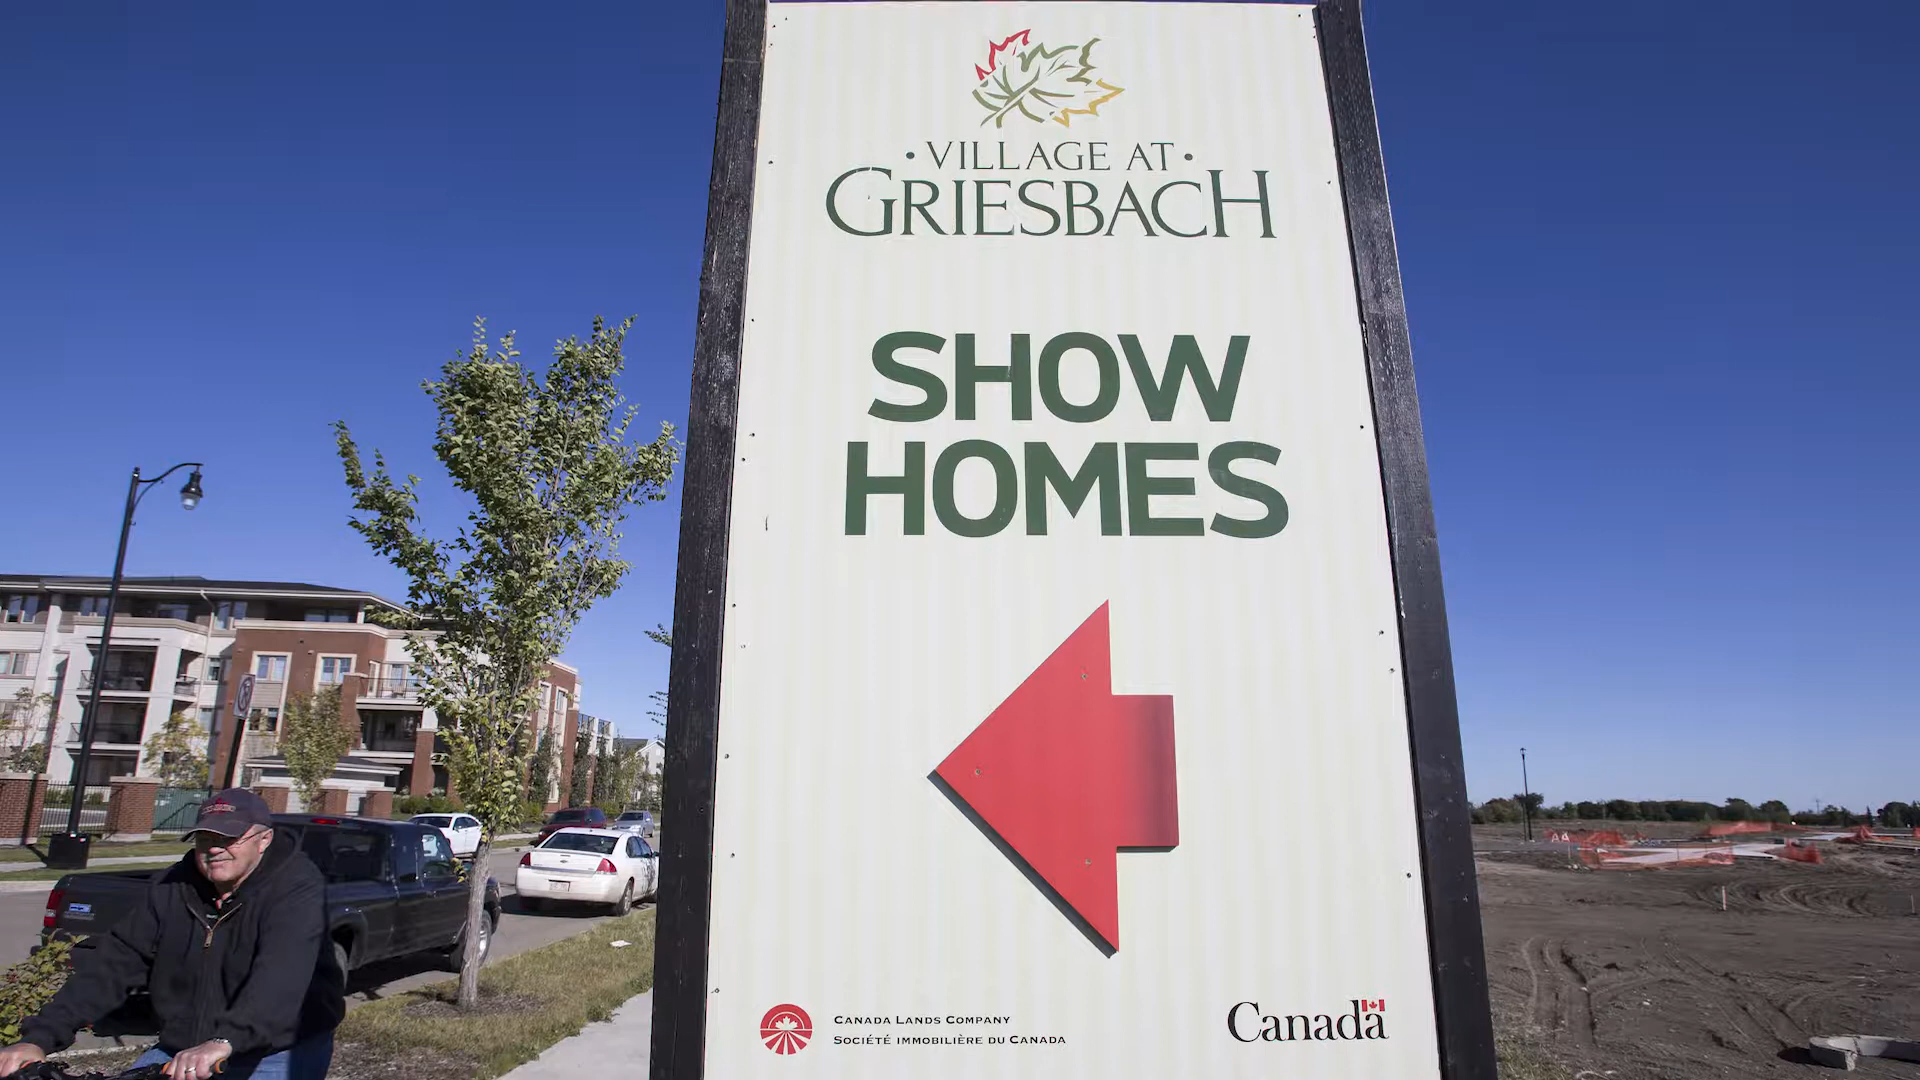 • VILLAGE AT •
GRIESBACH
SHOW
HOMES
CANADA LANDS COMPANY
SOCIÉTÉ IMMOBILIÈRE DU CANADA
Canada